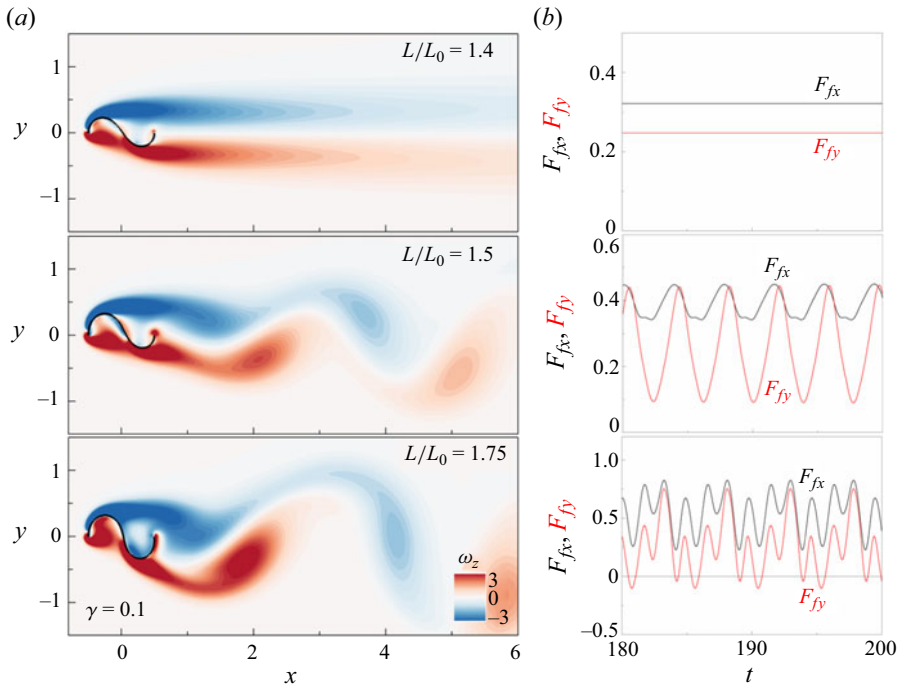 (a)
1
L/L0 = 1.4
y
0
−1
1
L/L0 = 1.5
y
0
−1
1
L/L0 = 1.75
y
0
ωz
3
0
−3
−1
γ = 0.1
0
2
4
6
x
(b)
0.4
Ffx
Ffx, Ffy
0.2
Ffy
0
0.6
Ffx
0.4
Ffx, Ffy
0.2
Ffy
0
1.0
Ffx
0.5
Ffx, Ffy
0
Ffy
−0.5
180
190
200
t